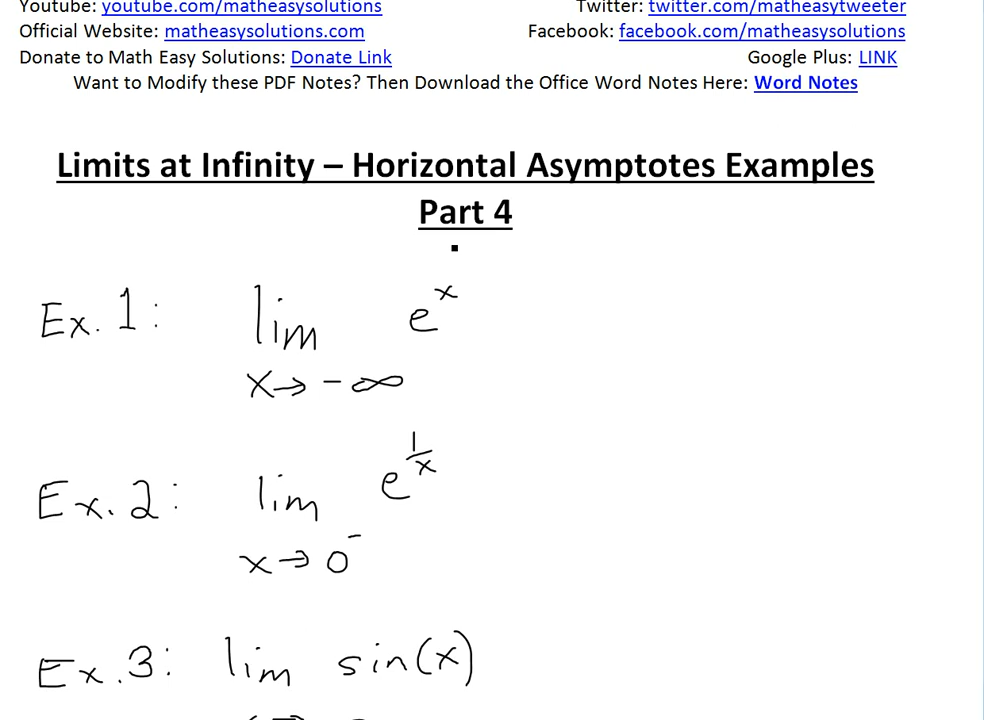 Youtube: youtube.com/matheasysolutions Twitter: twitter.com/matheasytweeter
Official Website: matheasysolutions.com Facebook: facebook.com/matheasysolutions
Donate to Math Easy Solutions: Donate Link Google Plus: LINK
Want to Modify these PDF Notes? Then Download the Office Word Notes Here: Word Notes
Limits at Infinity – Horizontal Asymptotes Examples
Part 4
Ex. 1: lim e^x
x→ -∞
Ex. 2: lim e^(1/x)
x→0⁻
Ex. 3: lim sin(x)